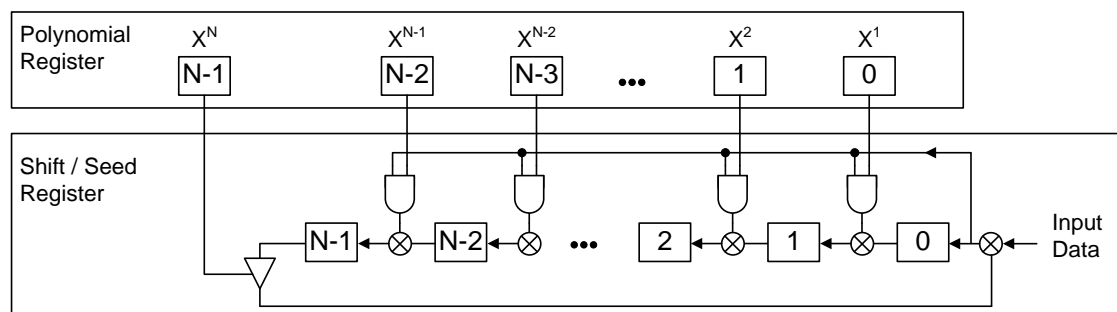 Polynomial
Register
X^N X^N-1 X^N-2 X^2 X^1
N-1 N-2 N-3 ••• 1 0
Shift / Seed
Register
N-1 N-2 ••• 2 1 0
Input
Data